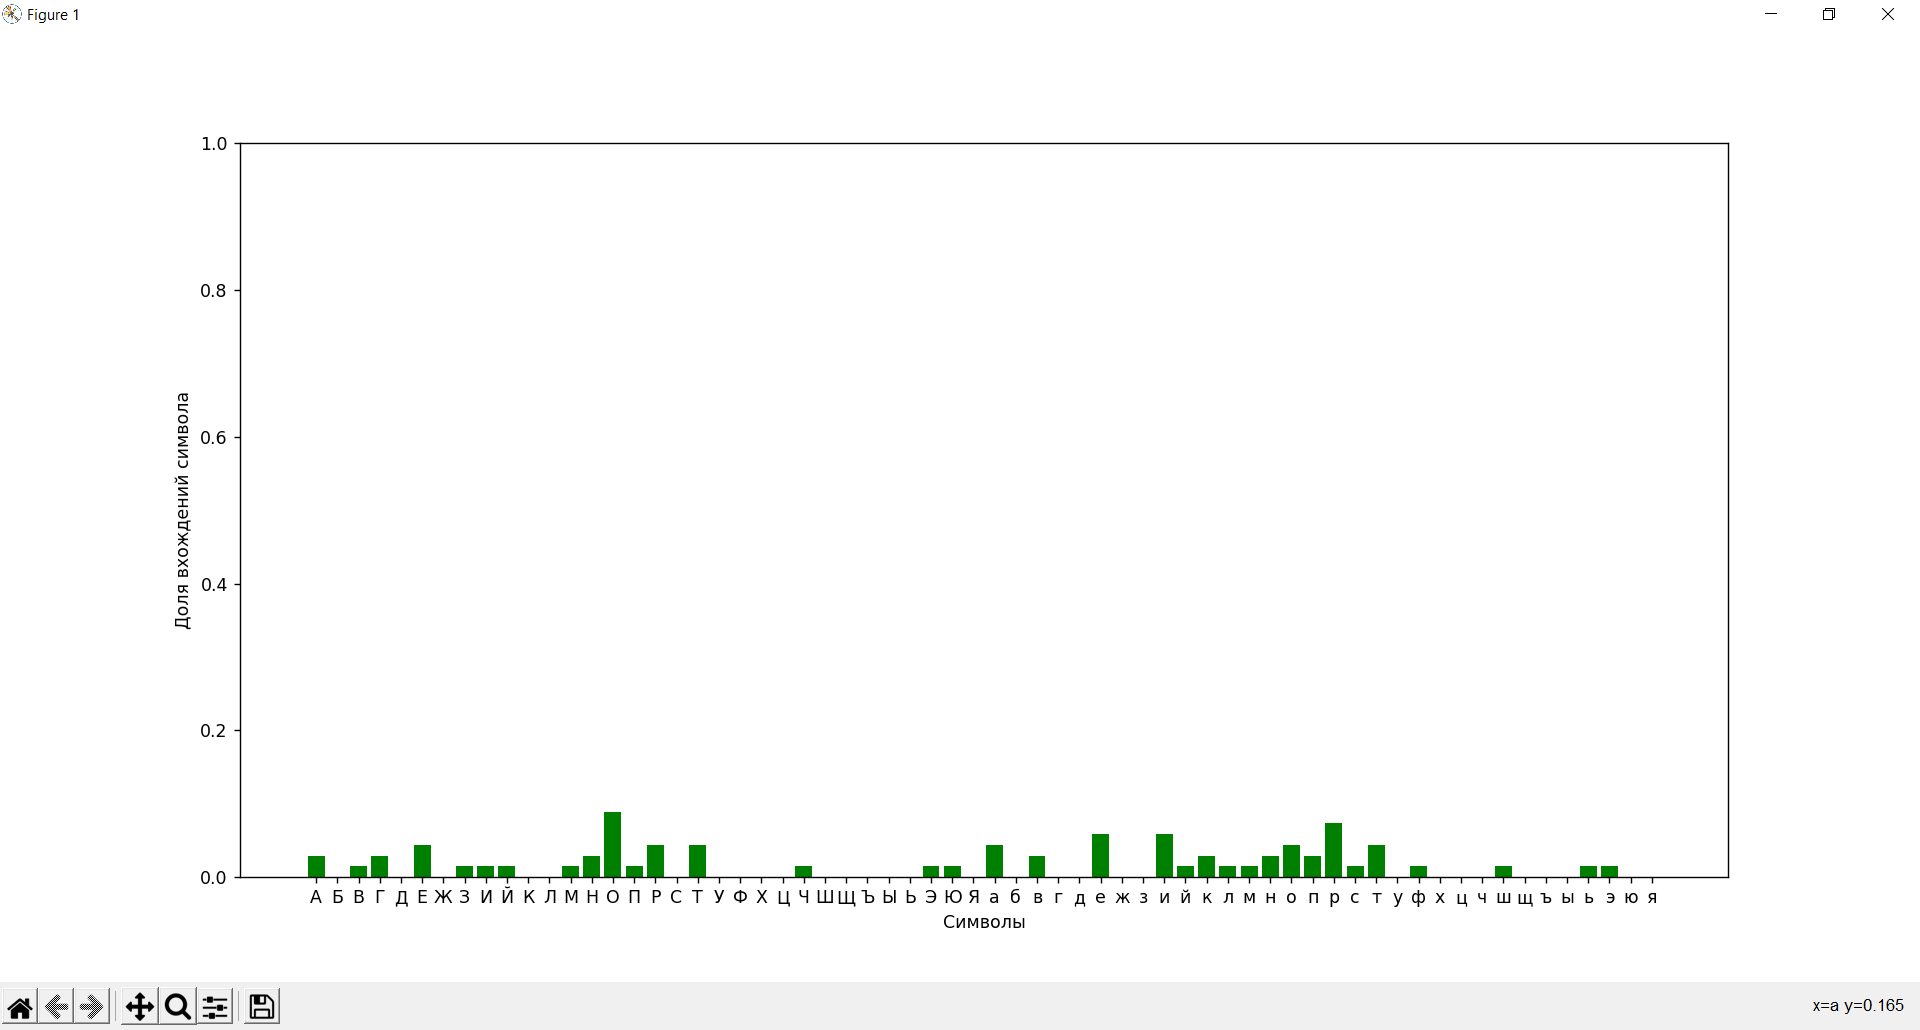 Figure 1
1.0
0.8
0.6
0.4
0.2
0.0
Доля вхождений символа
А Б В Г Д Е Ж З И Й К Л М Н О П Р С Т У Ф Х Ц Ч Ш Щ Ъ Ы Ь Э Ю Я а б в г д е ж з и й к л м н о п р с т у ф х ц ч ш щ ъ ы ь э ю я
Символы
x=a y=0.165